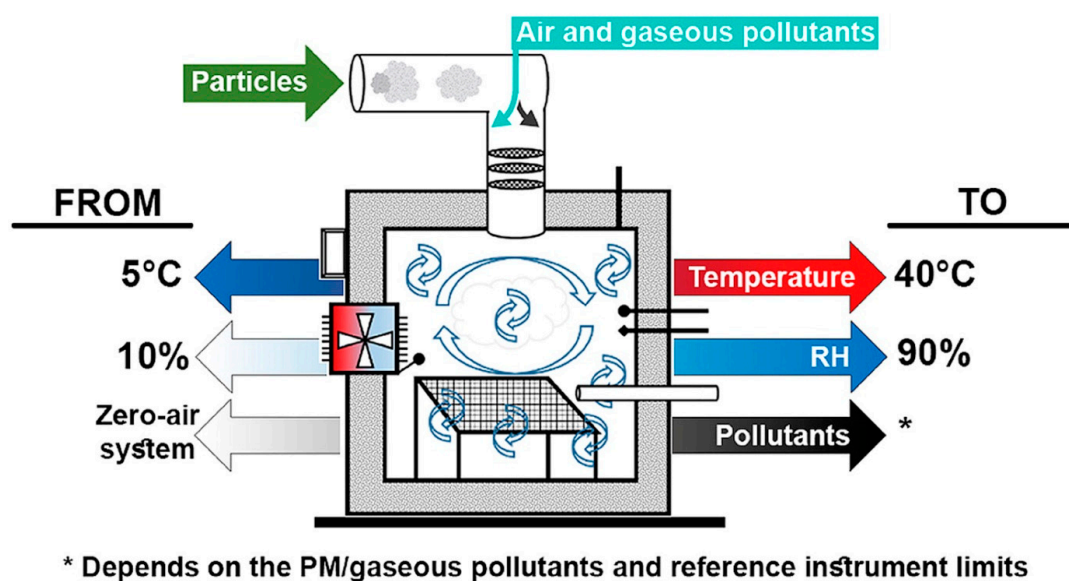 Air and gaseous pollutants
Particles
FROM
TO
5°C
Temperature
40°C
10%
RH
90%
Zero-air
system
Pollutants
*
* Depends on the PM/gaseous pollutants and reference instrument limits